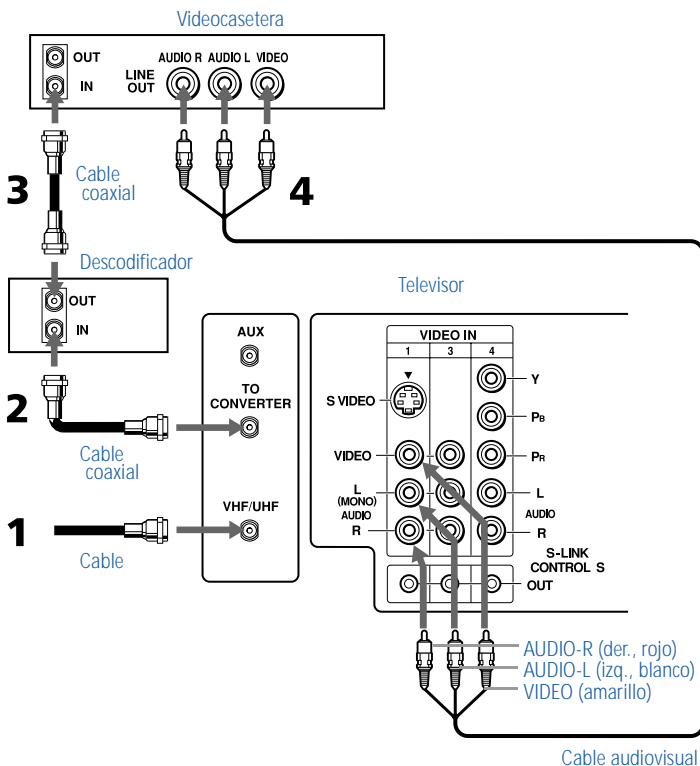 Videocasetera
OUT
IN
LINE
OUT
AUDIO R AUDIO L VIDEO
3
Cable
coaxial
4
Descodificador
OUT
IN
2
Cable
coaxial
1
Cable
AUX
TO
CONVERTER
VHF/UHF
Televisor
VIDEO IN
1 3 4
S VIDEO
Y
PB
VIDEO
PR
L
(MONO)
AUDIO
R
L
AUDIO
R
S-LINK
CONTROL S
OUT
AUDIO-R (der., rojo)
AUDIO-L (izq., blanco)
VIDEO (amarillo)
Cable audiovisual